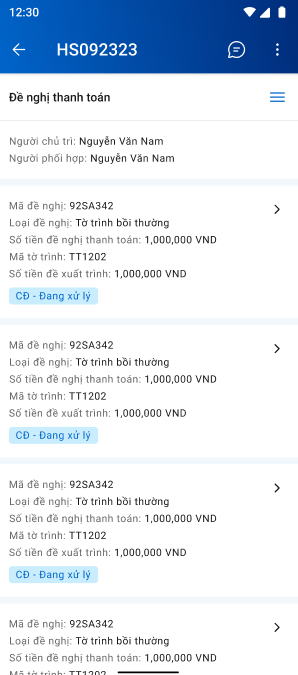 12:30
HS092323
Đề nghị thanh toán
Người chủ trì: Nguyễn Văn Nam
Người phối hợp: Nguyễn Văn Nam
Mã đề nghị: 92SA342
Loại đề nghị: Tờ trình bồi thường
Số tiền đề nghị thanh toán: 1,000,000 VND
Mã tờ trình: TT1202
Số tiền đề xuất trình: 1,000,000 VND
CĐ - Đang xử lý
Mã đề nghị: 92SA342
Loại đề nghị: Tờ trình bồi thường
Số tiền đề nghị thanh toán: 1,000,000 VND
Mã tờ trình: TT1202
Số tiền đề xuất trình: 1,000,000 VND
CĐ - Đang xử lý
Mã đề nghị: 92SA342
Loại đề nghị: Tờ trình bồi thường
Số tiền đề nghị thanh toán: 1,000,000 VND
Mã tờ trình: TT1202
Số tiền đề xuất trình: 1,000,000 VND
CĐ - Đang xử lý
Mã đề nghị: 92SA342
Loại đề nghị: Tờ trình bồi thường
Số tiền đề nghị thanh toán: 1,000,000 VND
Mã tờ trình: TT1202